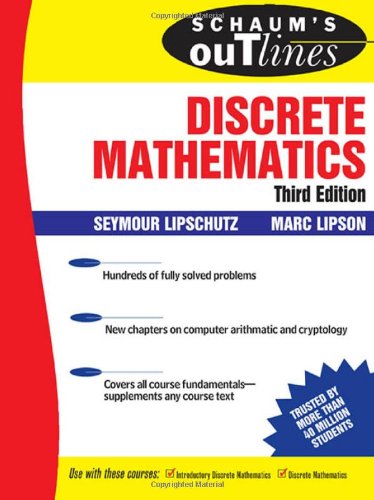 SCHAUM'S
ouTlines
DISCRETE
MATHEMATICS
Third Edition
SEYMOUR LIPSCHUTZ MARC LIPSON
Hundreds of fully solved problems
New chapters on computer arithmatic and cryptology
Covers all course fundamentals—
supplements any course text
TRUSTED BY
MORE THAN
40 MILLION
STUDENTS
Use with these courses: ☑ Introductory Discrete Mathematics ☑ Discrete Mathematics